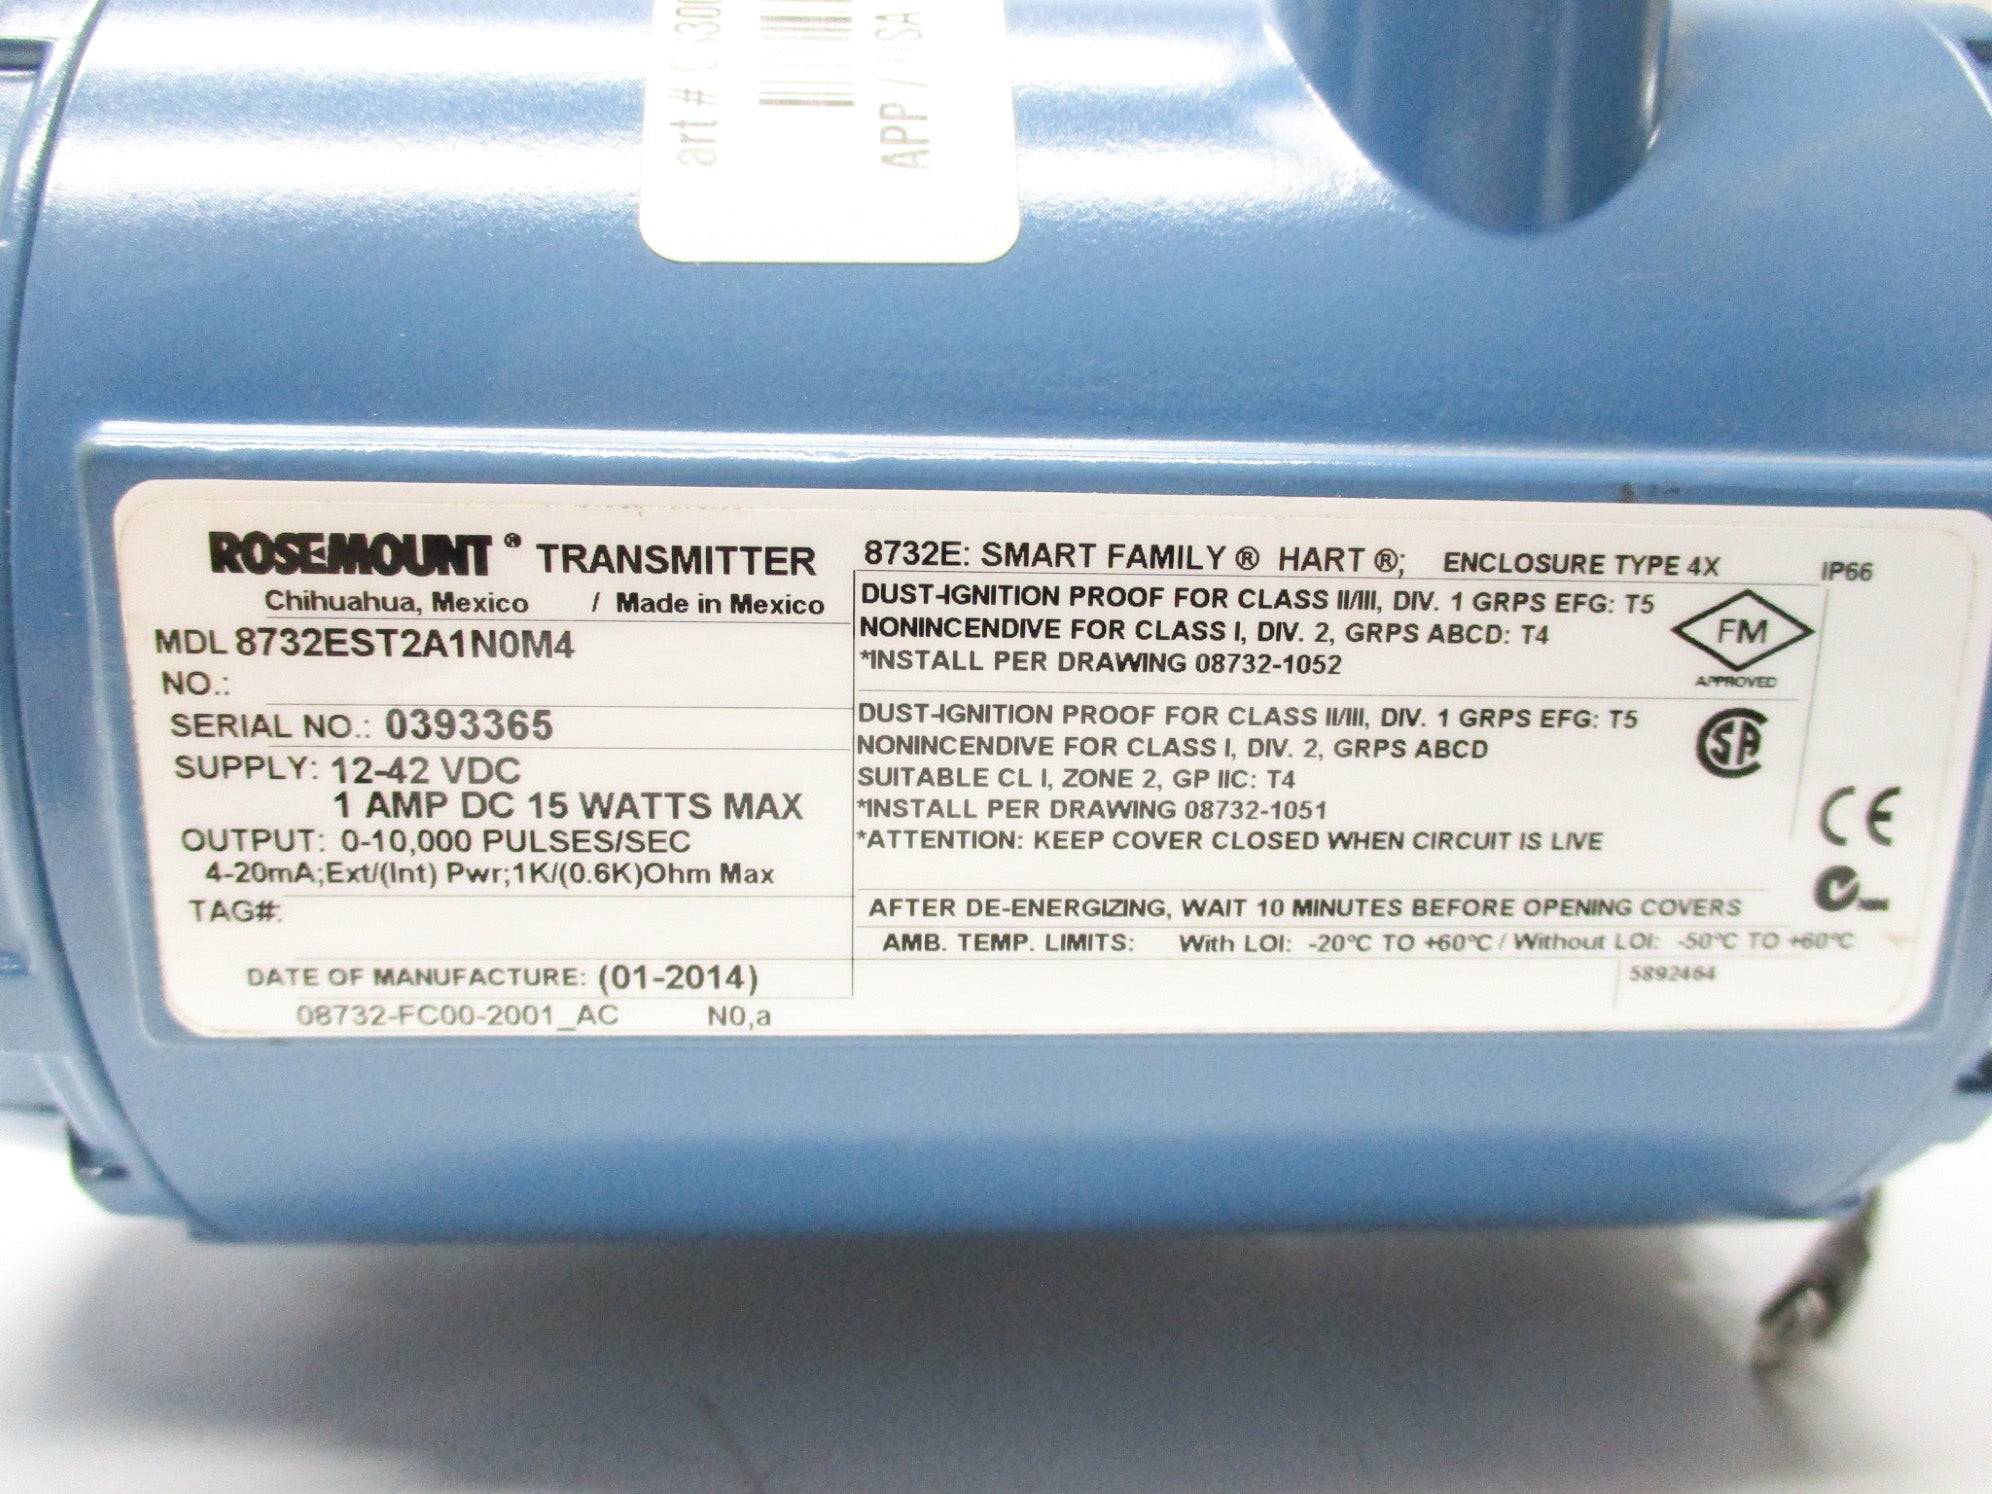 art #
APP /
ROSEMOUNT ® TRANSMITTER
Chihuahua, Mexico / Made in Mexico
MDL 8732EST2A1N0M4
NO.:
SERIAL NO.: 0393365
SUPPLY: 12-42 VDC
1 AMP DC 15 WATTS MAX
OUTPUT: 0-10,000 PULSES/SEC
4-20mA;Ext/(Int) Pwr;1K/(0.6K)Ohm Max
TAG#:
DATE OF MANUFACTURE: (01-2014)
08732-FC00-2001_AC N0,a
8732E: SMART FAMILY ® HART ®; ENCLOSURE TYPE 4X IP66
DUST-IGNITION PROOF FOR CLASS II/III, DIV. 1 GRPS EFG: T5
NONINCENDIVE FOR CLASS I, DIV. 2, GRPS ABCD: T4
*INSTALL PER DRAWING 08732-1052
FM
APPROVED
DUST-IGNITION PROOF FOR CLASS II/III, DIV. 1 GRPS EFG: T5
NONINCENDIVE FOR CLASS I, DIV. 2, GRPS ABCD
SUITABLE CL I, ZONE 2, GP IIC: T4
*INSTALL PER DRAWING 08732-1051
*ATTENTION: KEEP COVER CLOSED WHEN CIRCUIT IS LIVE
SA
CE
AFTER DE-ENERGIZING, WAIT 10 MINUTES BEFORE OPENING COVERS
AMB. TEMP. LIMITS: With LOI: -20°C TO +60°C / Without LOI: -50°C TO +60°C
5892464